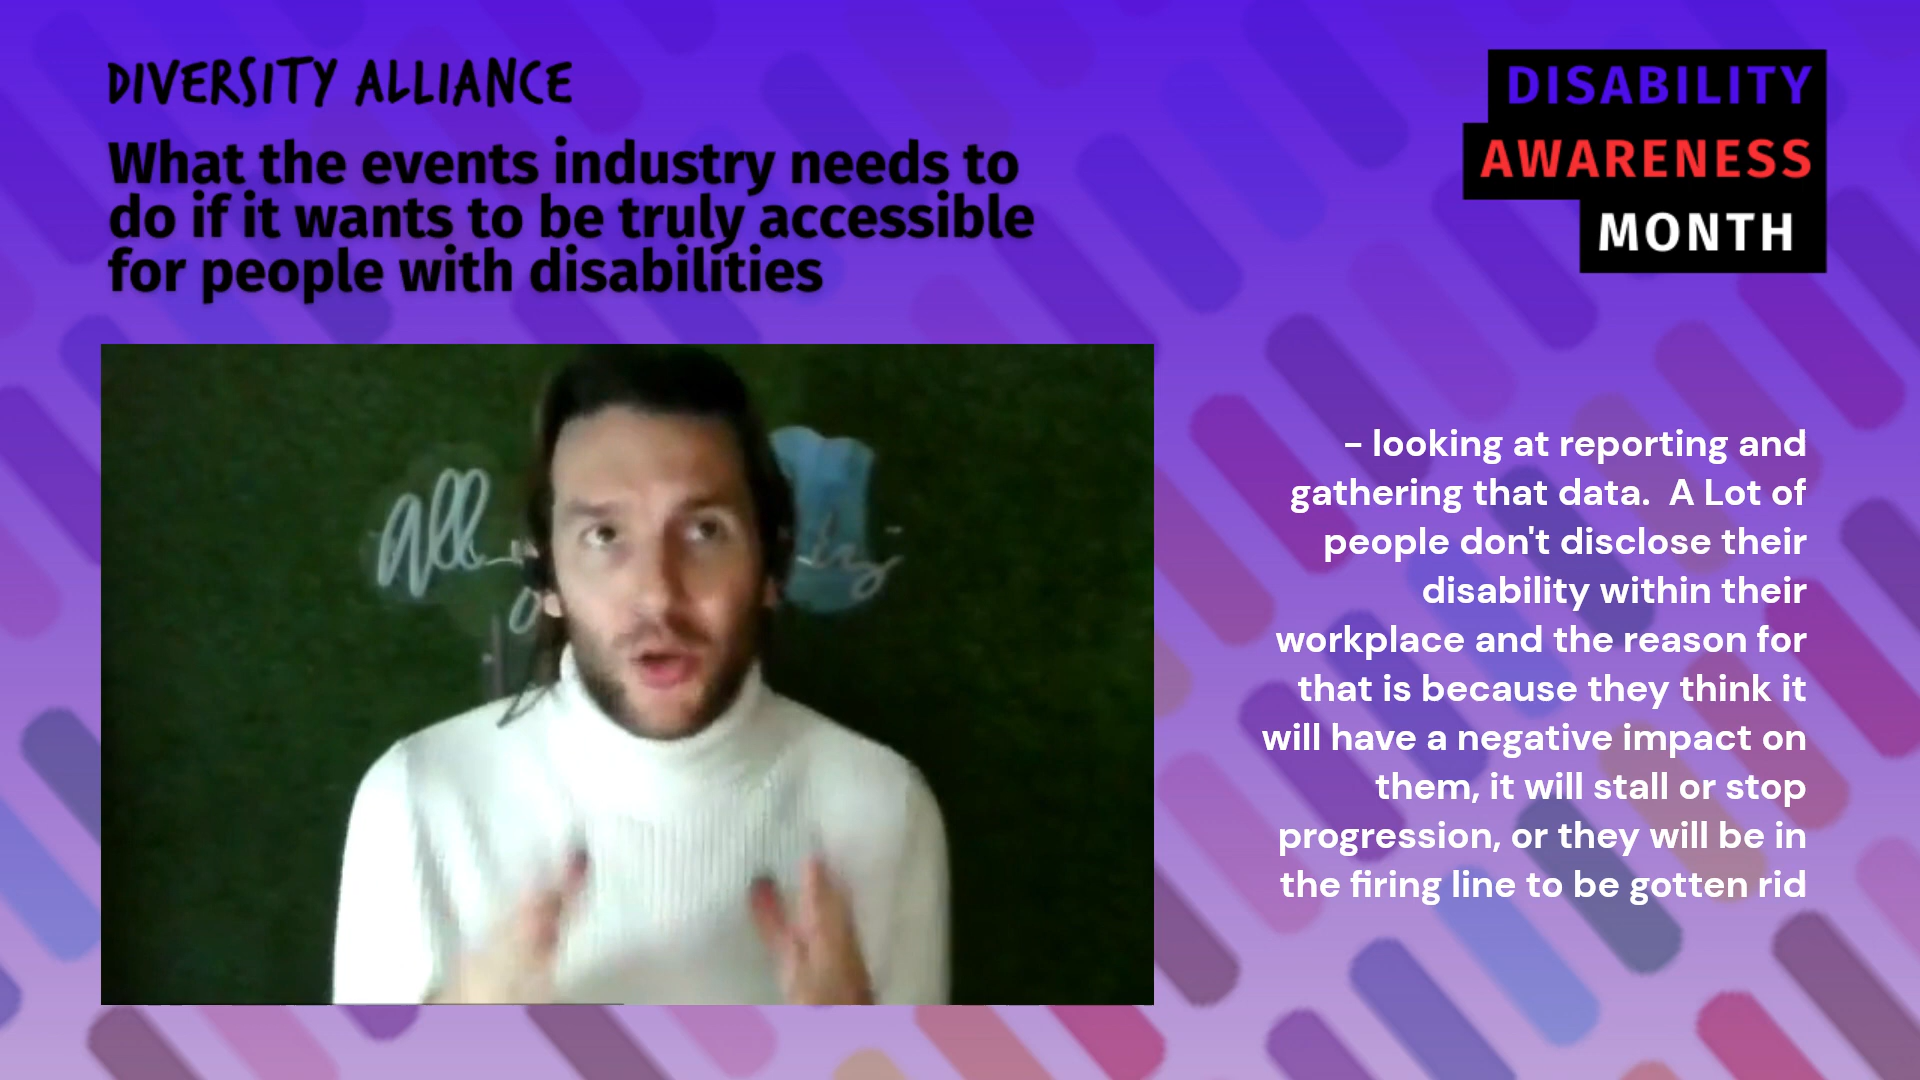 DIVERSITY ALLIANCE
What the events industry needs to
do if it wants to be truly accessible
for people with disabilities
DISABILITY
AWARENESS
MONTH
All
– looking at reporting and
gathering that data.  A Lot of
people don't disclose their
disability within their
workplace and the reason for
that is because they think it
will have a negative impact on
them, it will stall or stop
progression, or they will be in
the firing line to be gotten rid